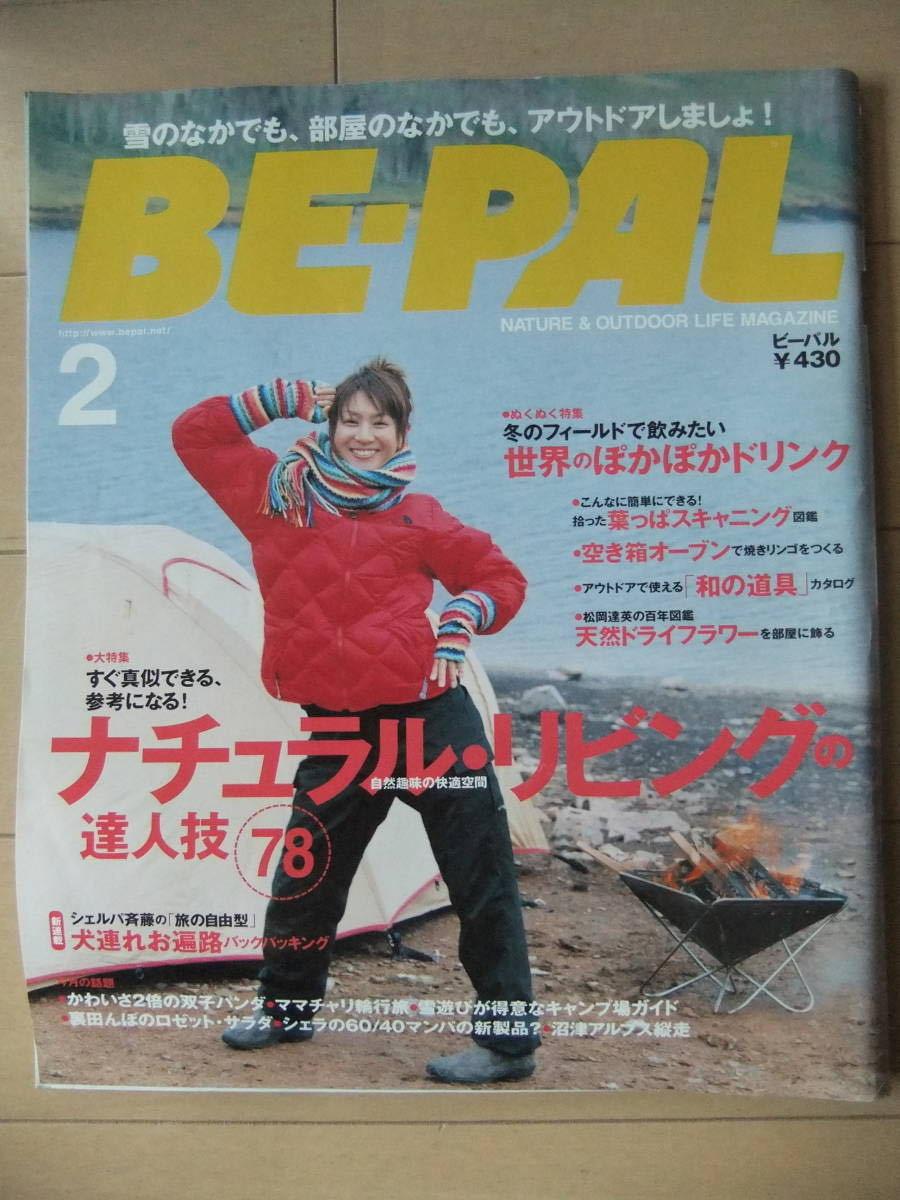 雪のなかでも、部屋のなかでも、アウトドアしましょ!
BE-PAL
http://www.bepal.net/
NATURE & OUTDOOR LIFE MAGAZINE
2
ビーパル
¥430
●ぬくぬく特集
冬のフィールドで飲みたい
世界のぽかぽかドリンク
●こんなに簡単にできる!
拾った葉っぱスキャニング図鑑
●空き箱オーブンで焼きリンゴをつくる
●アウトドアで使える「和の道具」カタログ
●松岡達英の百年図鑑
天然ドライフラワーを部屋に飾る
●大特集
すぐ真似できる、
参考になる!
ナチュラル・リビングの
自然趣味の快適空間
達人技 78
新連載
シェルパ斉藤の「旅の自由型」
犬連れお遍路バックパッキング
今月の話題
●かわいさ2倍の双子パンダ●ママチャリ輪行旅●雪遊びが得意なキャンプ場ガイド
●裏田んぼのロゼット・サラダ●シェラの60/40マンパの新製品?●沼津アルプス縦走